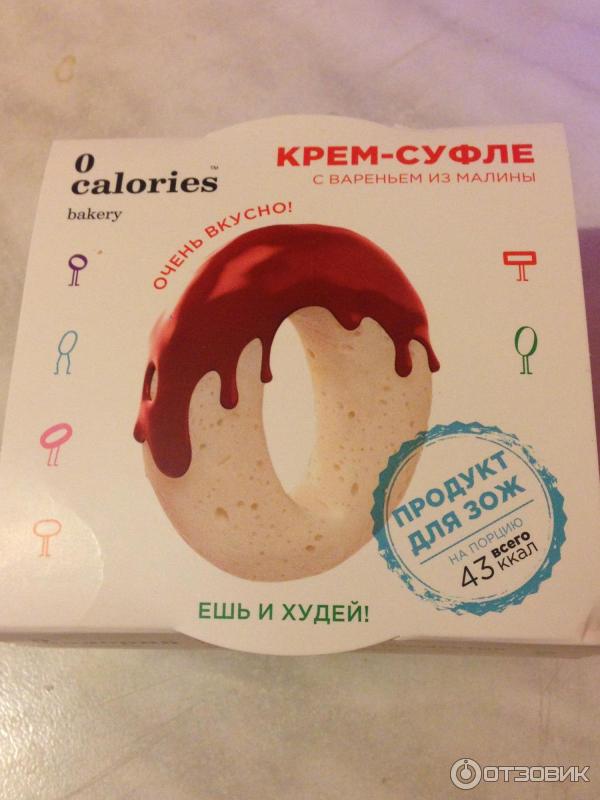 0
calories™
bakery
КРЕМ-СУФЛЕ
С ВАРЕНЬЕМ ИЗ МАЛИНЫ
ОЧЕНЬ ВКУСНО!
ПРОДУКТ
ДЛЯ ЗОЖ
НА ПОРЦИЮ
всего
43 ккал
ЕШЬ И ХУДЕЙ!
ОТЗОВИК